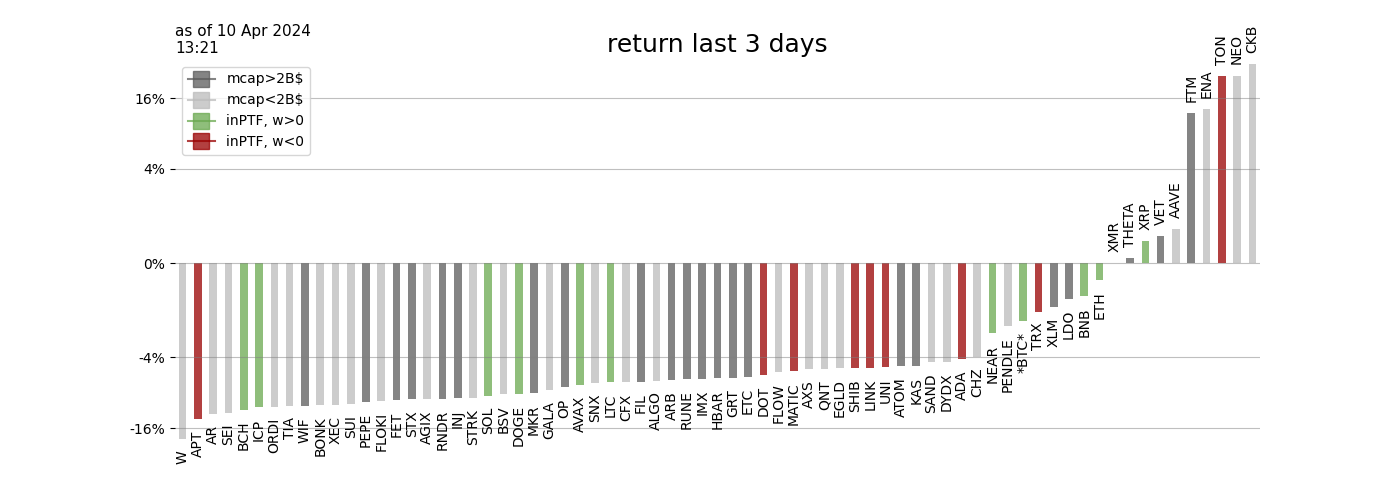 as of 10 Apr 2024
13:21
return last 3 days
mcap>2B$
mcap<2B$
inPTF, w>0
inPTF, w<0
16%
4%
0%
-4%
-16%
W
APT
AR
SEI
BCH
ICP
ORDI
TIA
WIF
BONK
XEC
SUI
PEPE
FLOKI
FET
STX
AGIX
RNDR
INJ
STRK
SOL
BSV
DOGE
MKR
GALA
OP
AVAX
SNX
LTC
CFX
FIL
ALGO
ARB
RUNE
IMX
HBAR
GRT
ETC
DOT
FLOW
MATIC
AXS
QNT
EGLD
SHIB
LINK
UNI
ATOM
KAS
SAND
DYDX
ADA
CHZ
NEAR
PENDLE
*BTC*
TRX
XLM
LDO
BNB
ETH
XMR
THETA
XRP
VET
AAVE
FTM
ENA
TON
NEO
CKB